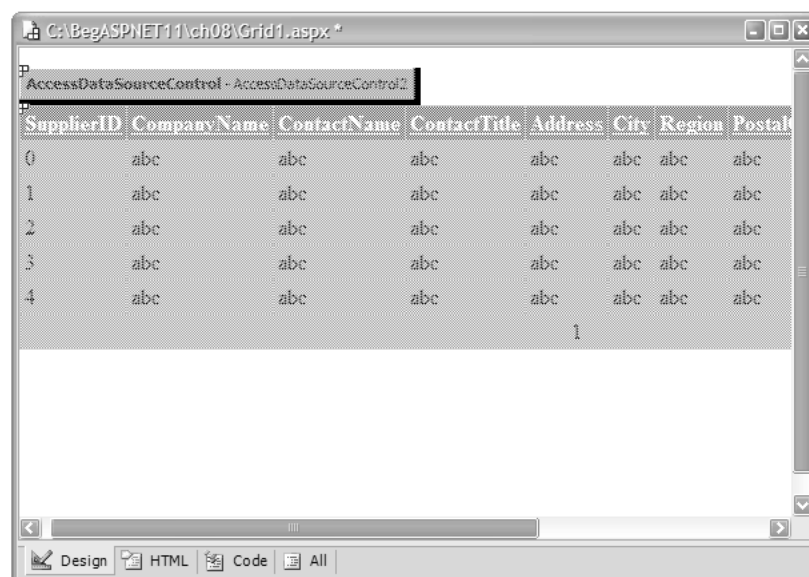 C:\BegASPNET11\ch08\Grid1.aspx *
AccessDataSourceControl - AccessDataSourceControl2
SupplierID CompanyName ContactName ContactTitle Address City Region Postal
0 abc abc abc abc abc abc abc
1 abc abc abc abc abc abc abc
2 abc abc abc abc abc abc abc
3 abc abc abc abc abc abc abc
4 abc abc abc abc abc abc abc
1
Design HTML Code All